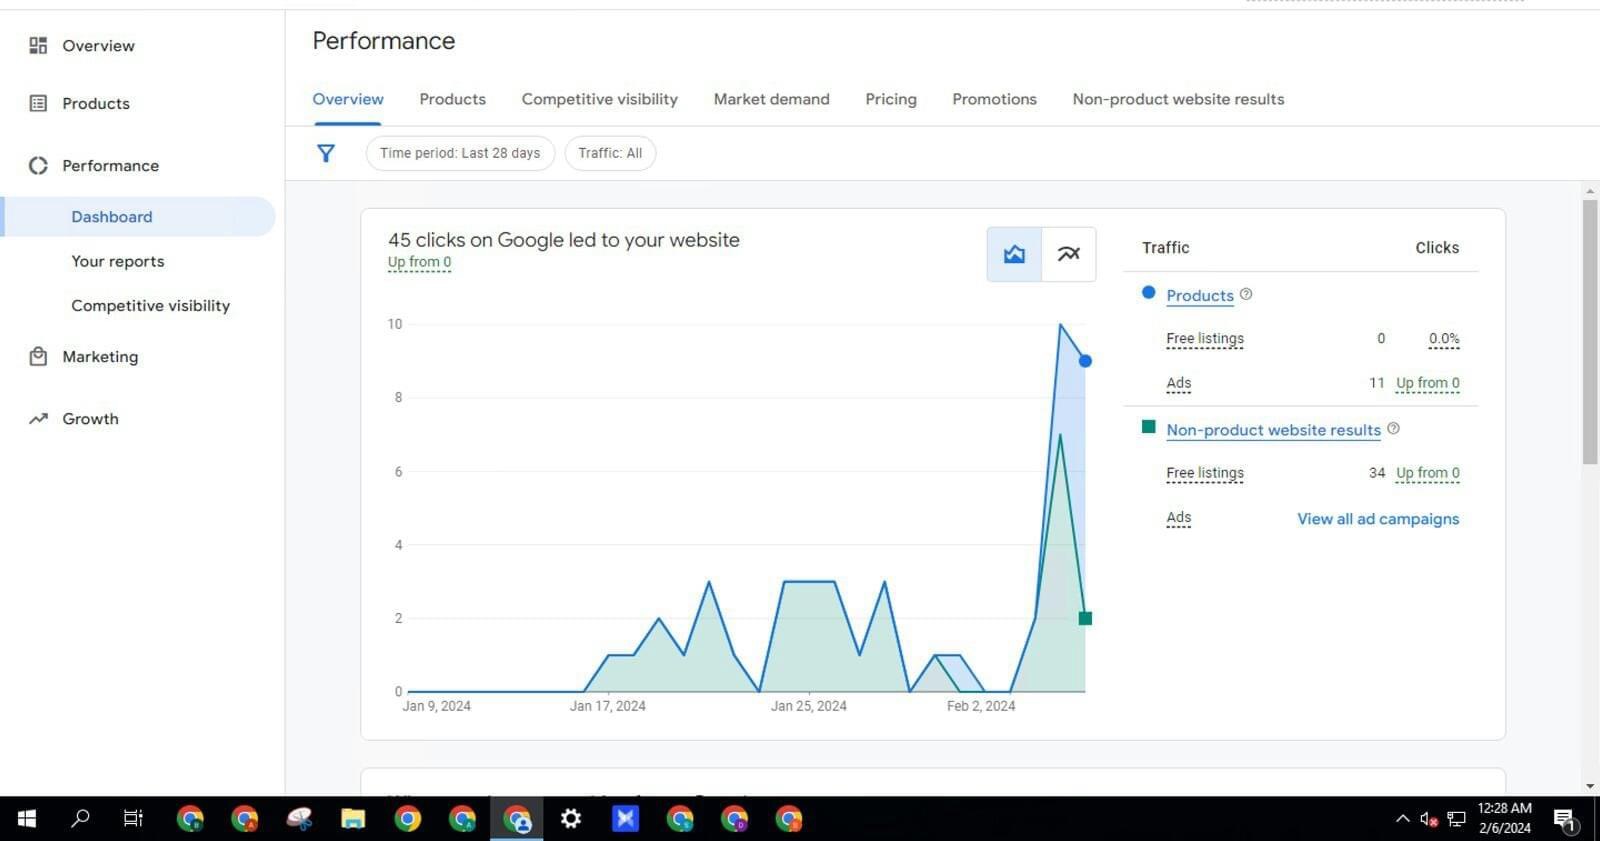 Overview
Products
Performance
Dashboard
Your reports
Competitive visibility
Marketing
Growth
Performance
Overview Products Competitive visibility Market demand Pricing Promotions Non-product website results
Time period: Last 28 days Traffic: All
45 clicks on Google led to your website
Up from 0
10
8
6
4
2
0
Jan 9, 2024 Jan 17, 2024 Jan 25, 2024 Feb 2, 2024
Traffic Clicks
Products
Free listings 0 0.0%
Ads 11 Up from 0
Non-product website results
Free listings 34 Up from 0
Ads View all ad campaigns
12:28 AM
2/6/2024
1